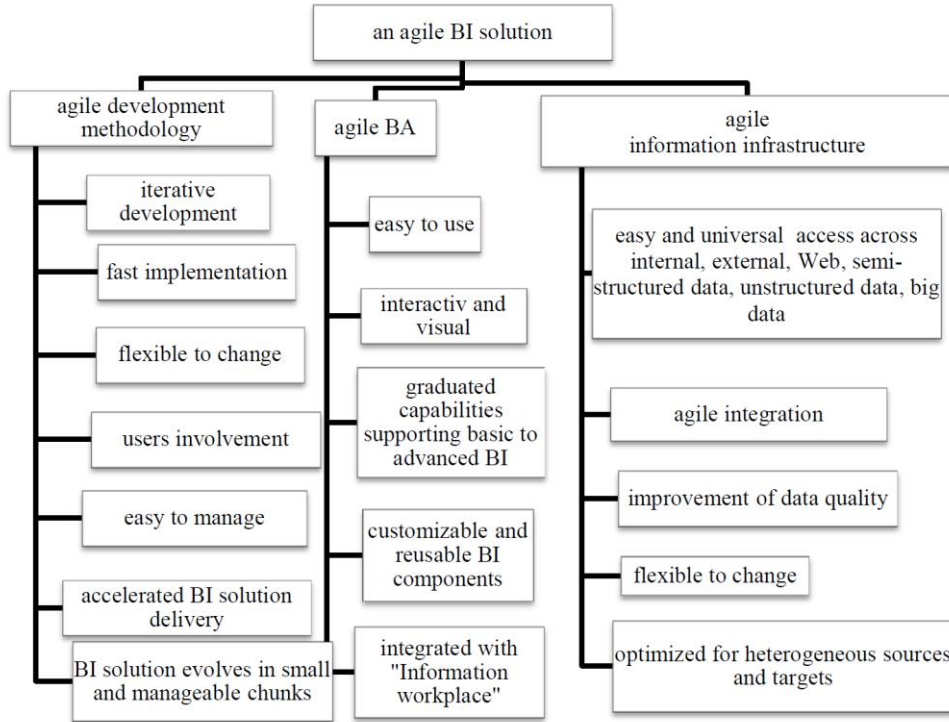 an agile BI solution
agile development
methodology
iterative
development
fast implementation
flexible to change
users involvement
easy to manage
accelerated BI solution
delivery
BI solution evolves in small
and manageable chunks
agile BA
easy to use
interactiv and
visual
graduated
capabilities
supporting basic to
advanced BI
customizable and
reusable BI
components
integrated with
"Information
workplace"
agile
information infrastructure
easy and universal access across
internal, external, Web, semi-
structured data, unstructured data, big
data
agile integration
improvement of data quality
flexible to change
optimized for heterogeneous sources
and targets